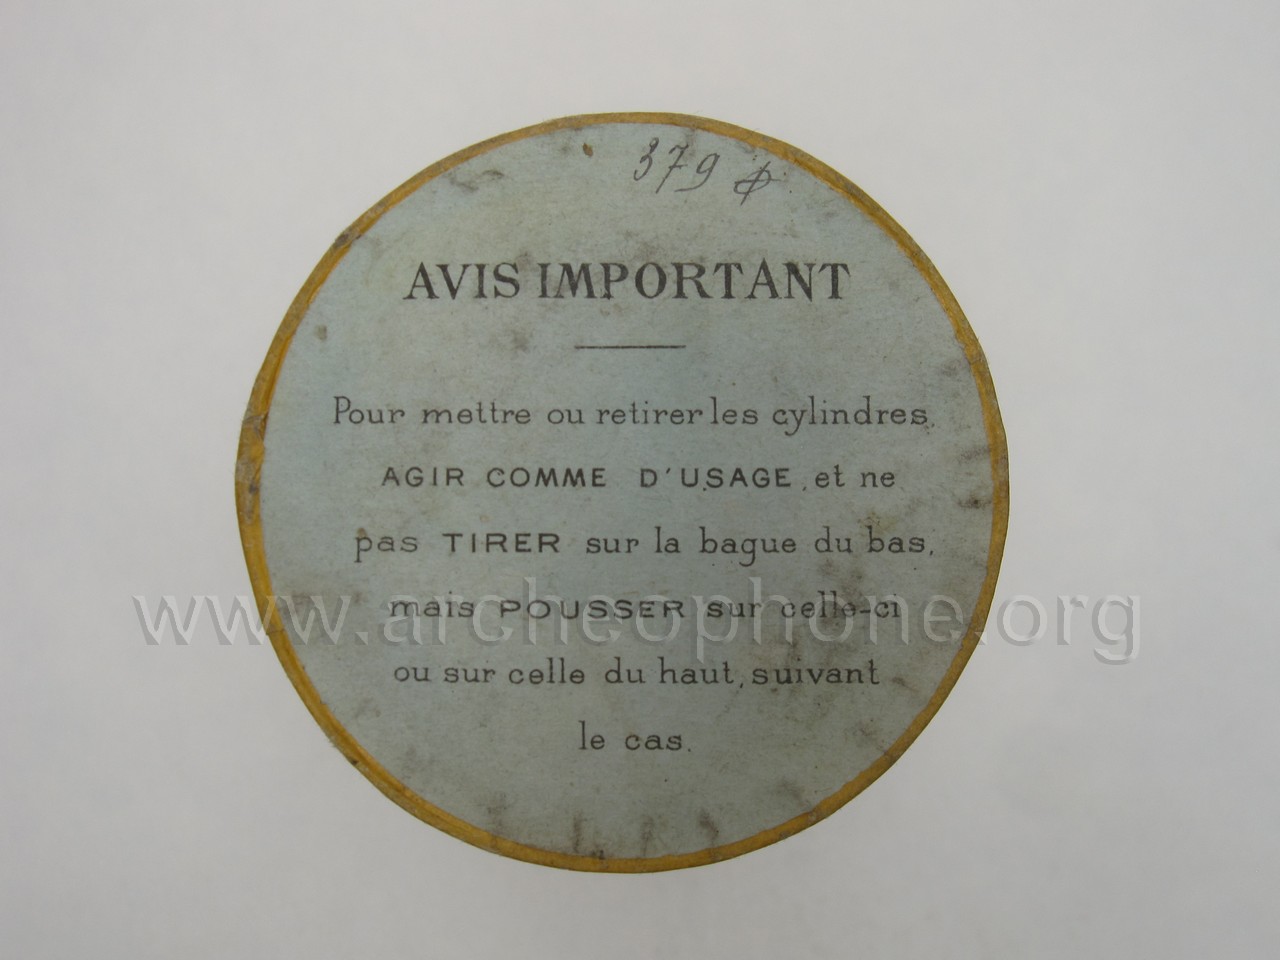 379
AVIS IMPORTANT
Pour mettre ou retirer les cylindres,
AGIR COMME D'USAGE, et ne
pas TIRER sur la bague du bas,
mais POUSSER sur celle-ci
www.archeophone.org
ou sur celle du haut, suivant
le cas.